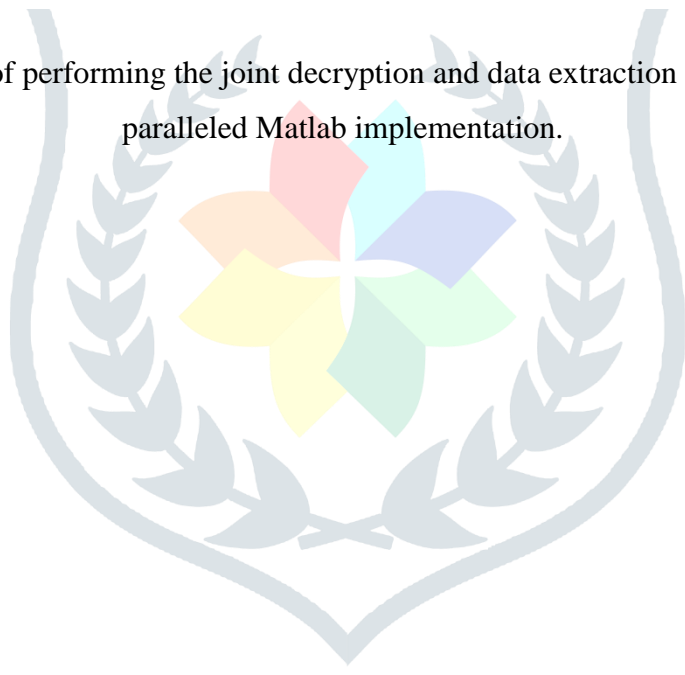 of performing the joint decryption and data extraction
paralleled Matlab implementation.